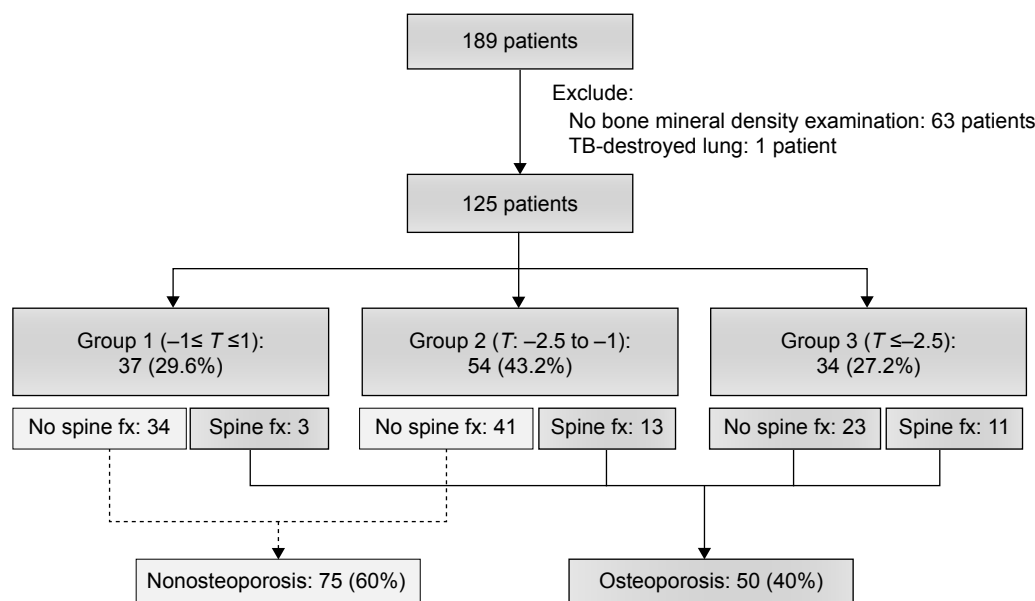 189 patients
Exclude:
No bone mineral density examination: 63 patients
TB-destroyed lung: 1 patient
125 patients
Group 1 (–1≤ T ≤1):
37 (29.6%)
Group 2 (T: –2.5 to –1):
54 (43.2%)
Group 3 (T ≤–2.5):
34 (27.2%)
No spine fx: 34
Spine fx: 3
No spine fx: 41
Spine fx: 13
No spine fx: 23
Spine fx: 11
Nonosteoporosis: 75 (60%)
Osteoporosis: 50 (40%)